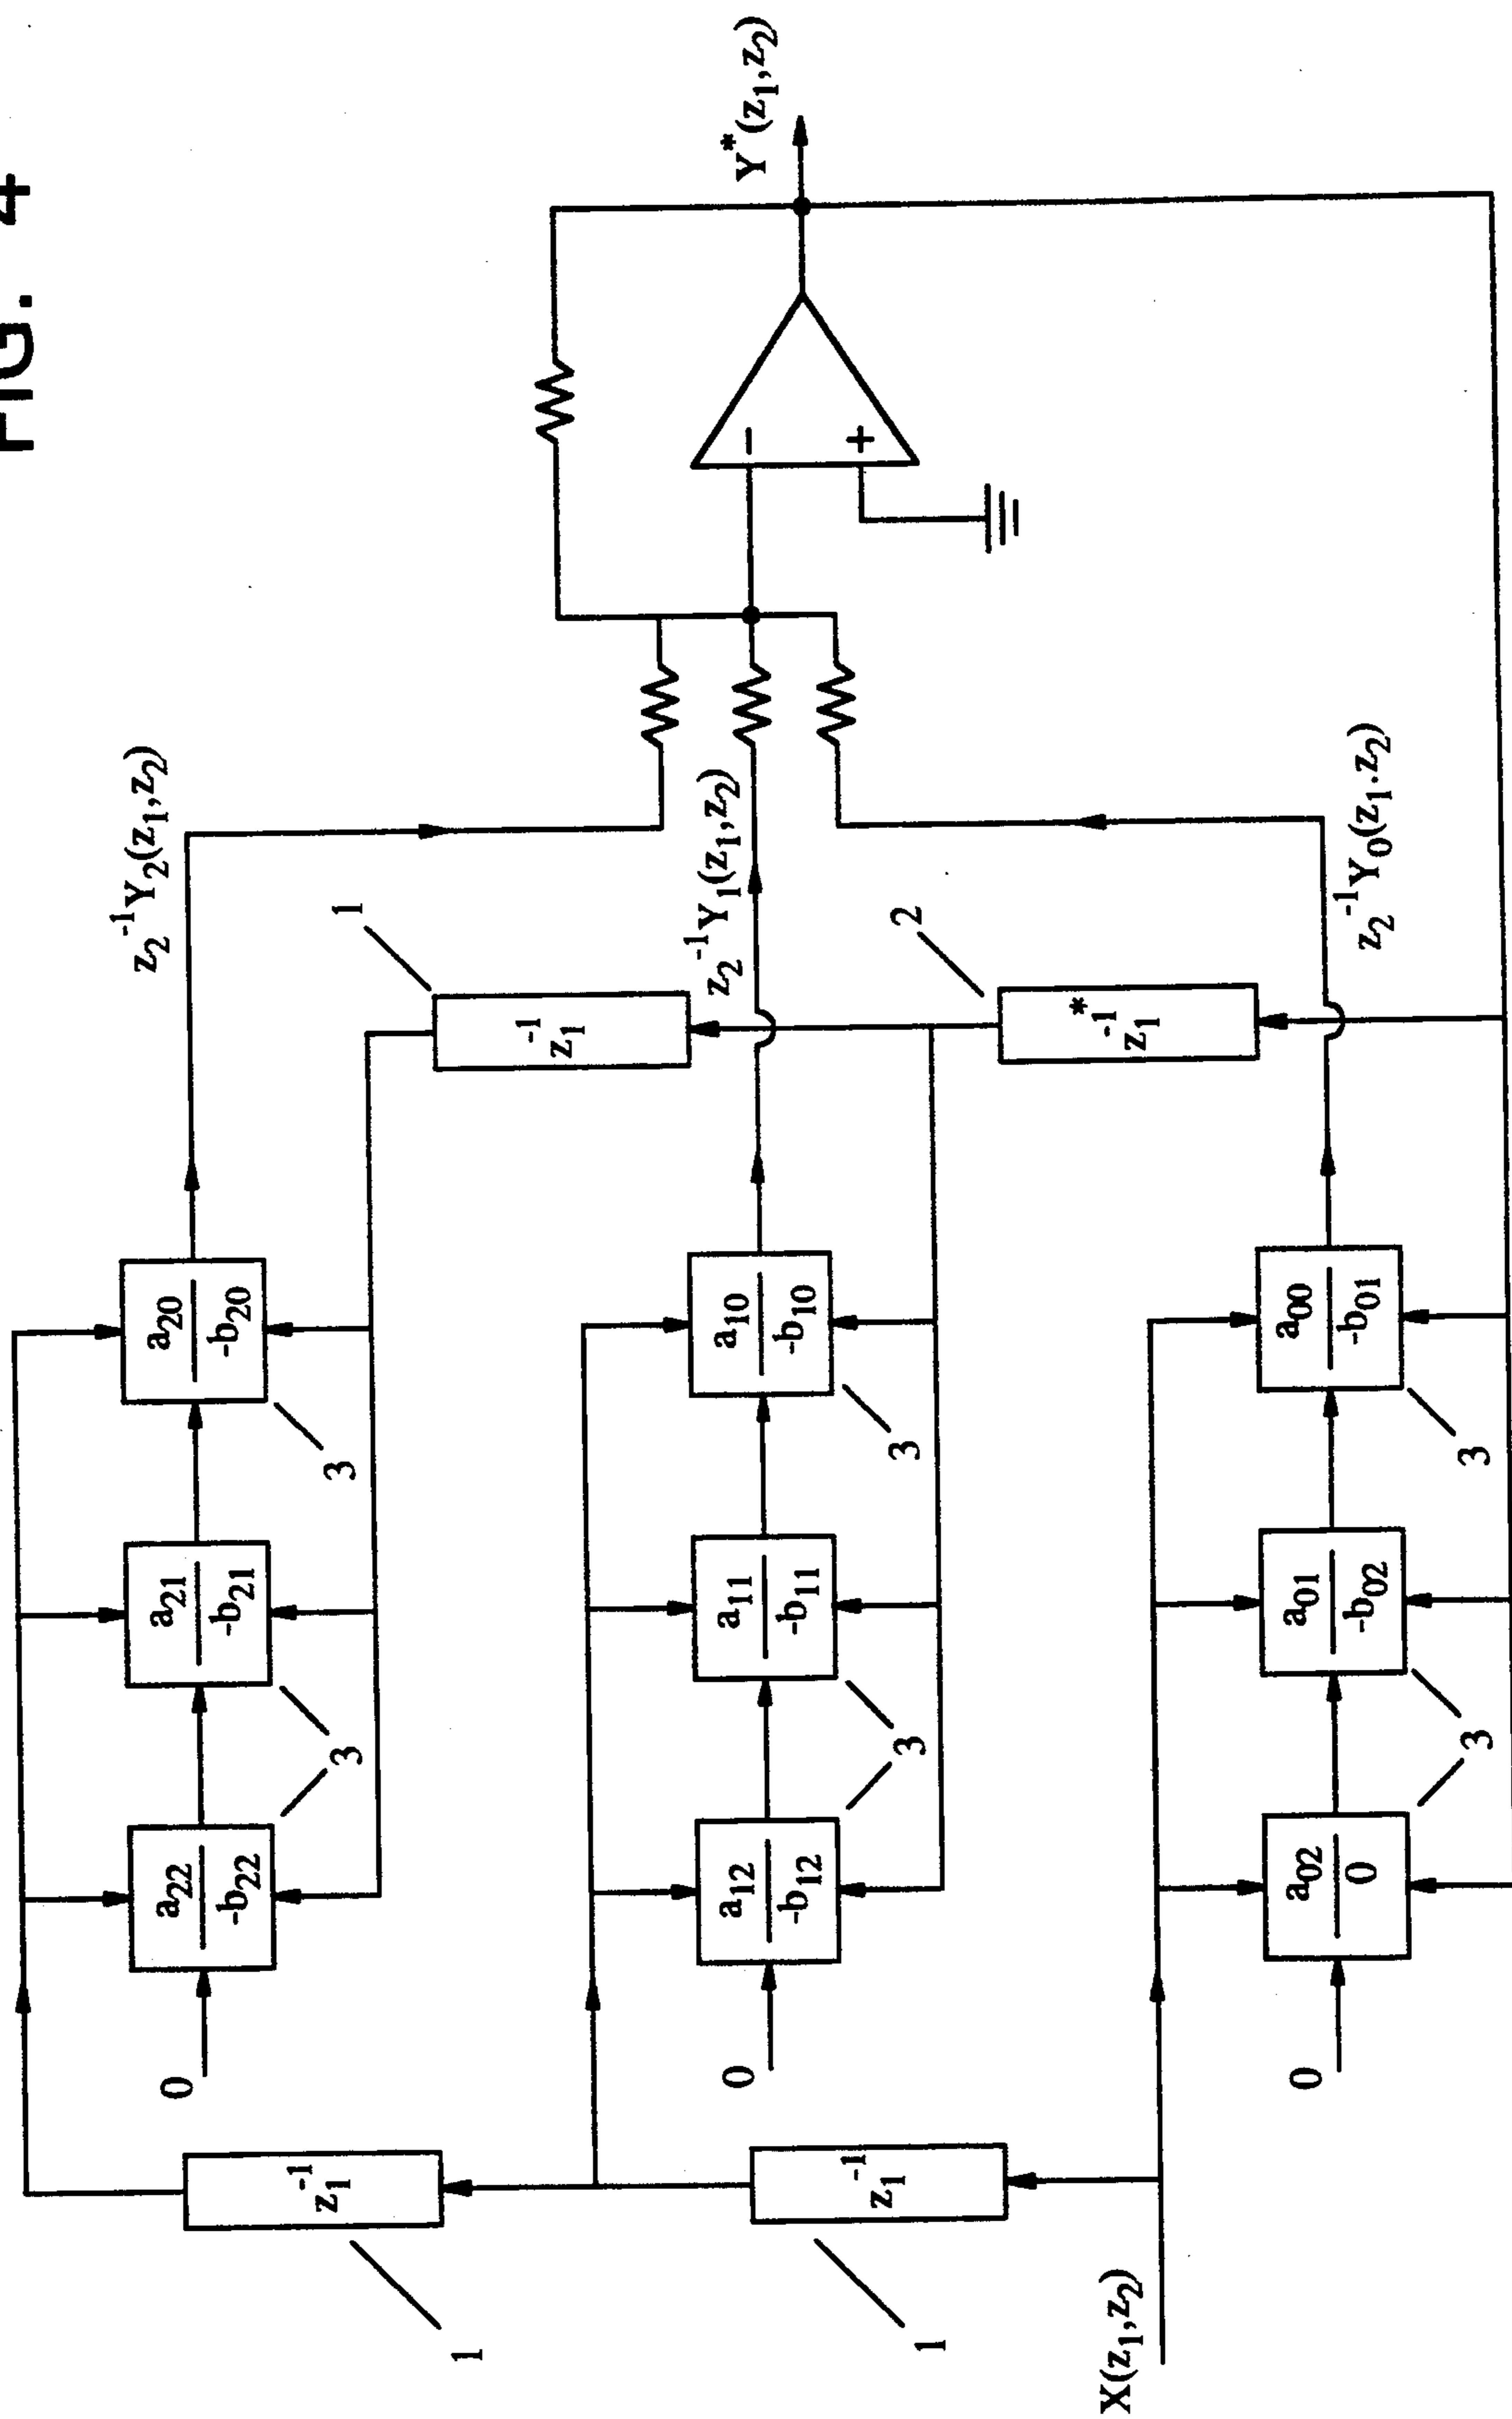 FIG. 4
z₂⁻¹Y₂(z₁,z₂)
a₂₂
-b₂₂
a₂₁
-b₂₁
a₂₀
-b₂₀
0
3
3
1
z₁⁻¹
z₁⁻¹
1
Y*(z₁,z₂)
−
+
z₂⁻¹Y₁(z₁,z₂)
a₁₂
-b₁₂
a₁₁
-b₁₁
a₁₀
-b₁₀
0
3
3
2
z₁⁻¹
z₁⁻¹*
1
X(z₁,z₂)
a₀₂
0
a₀₁
-b₀₂
a₀₀
-b₀₁
0
3
3
z₂⁻¹Y₀(z₁.z₂)